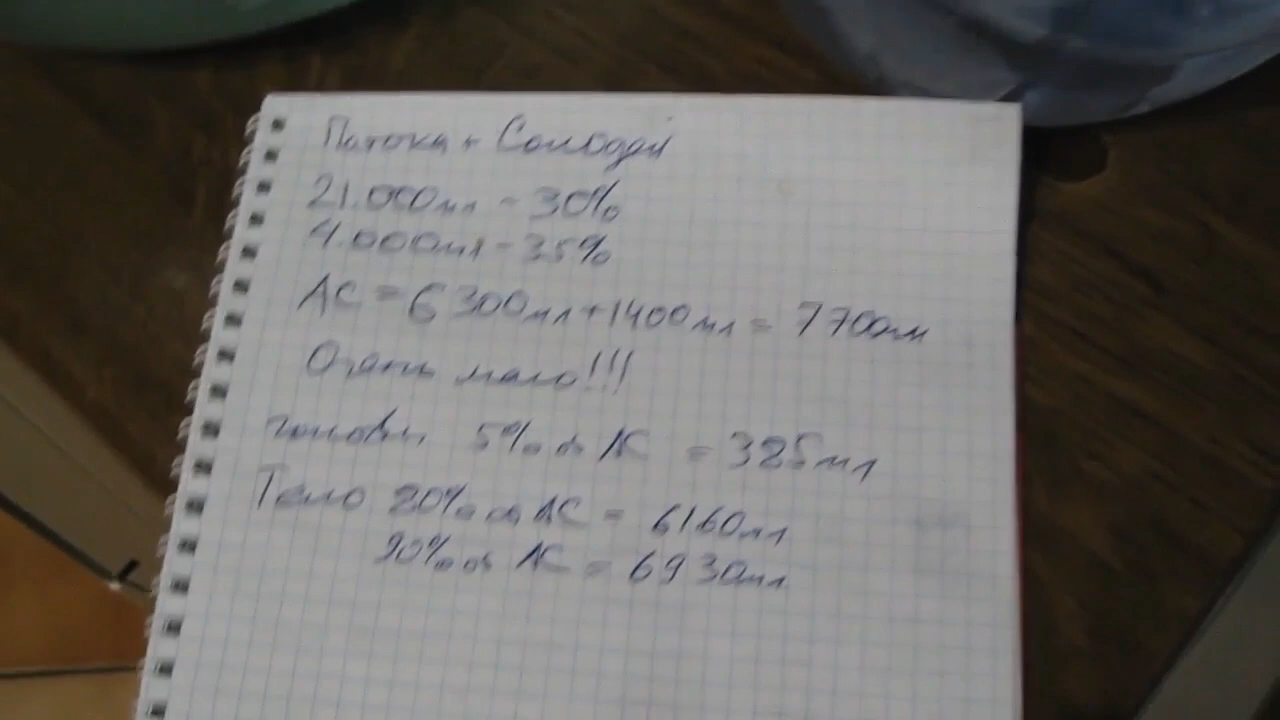 Патока + Солодай
21.000мл - 30%
4.000мл - 35%
АС = 6300мл + 1400мл = 7700мл
Очень мало!!!
головы 5% от АС = 385мл
Тело 80% от АС = 6160мл
90% от АС = 6930мл